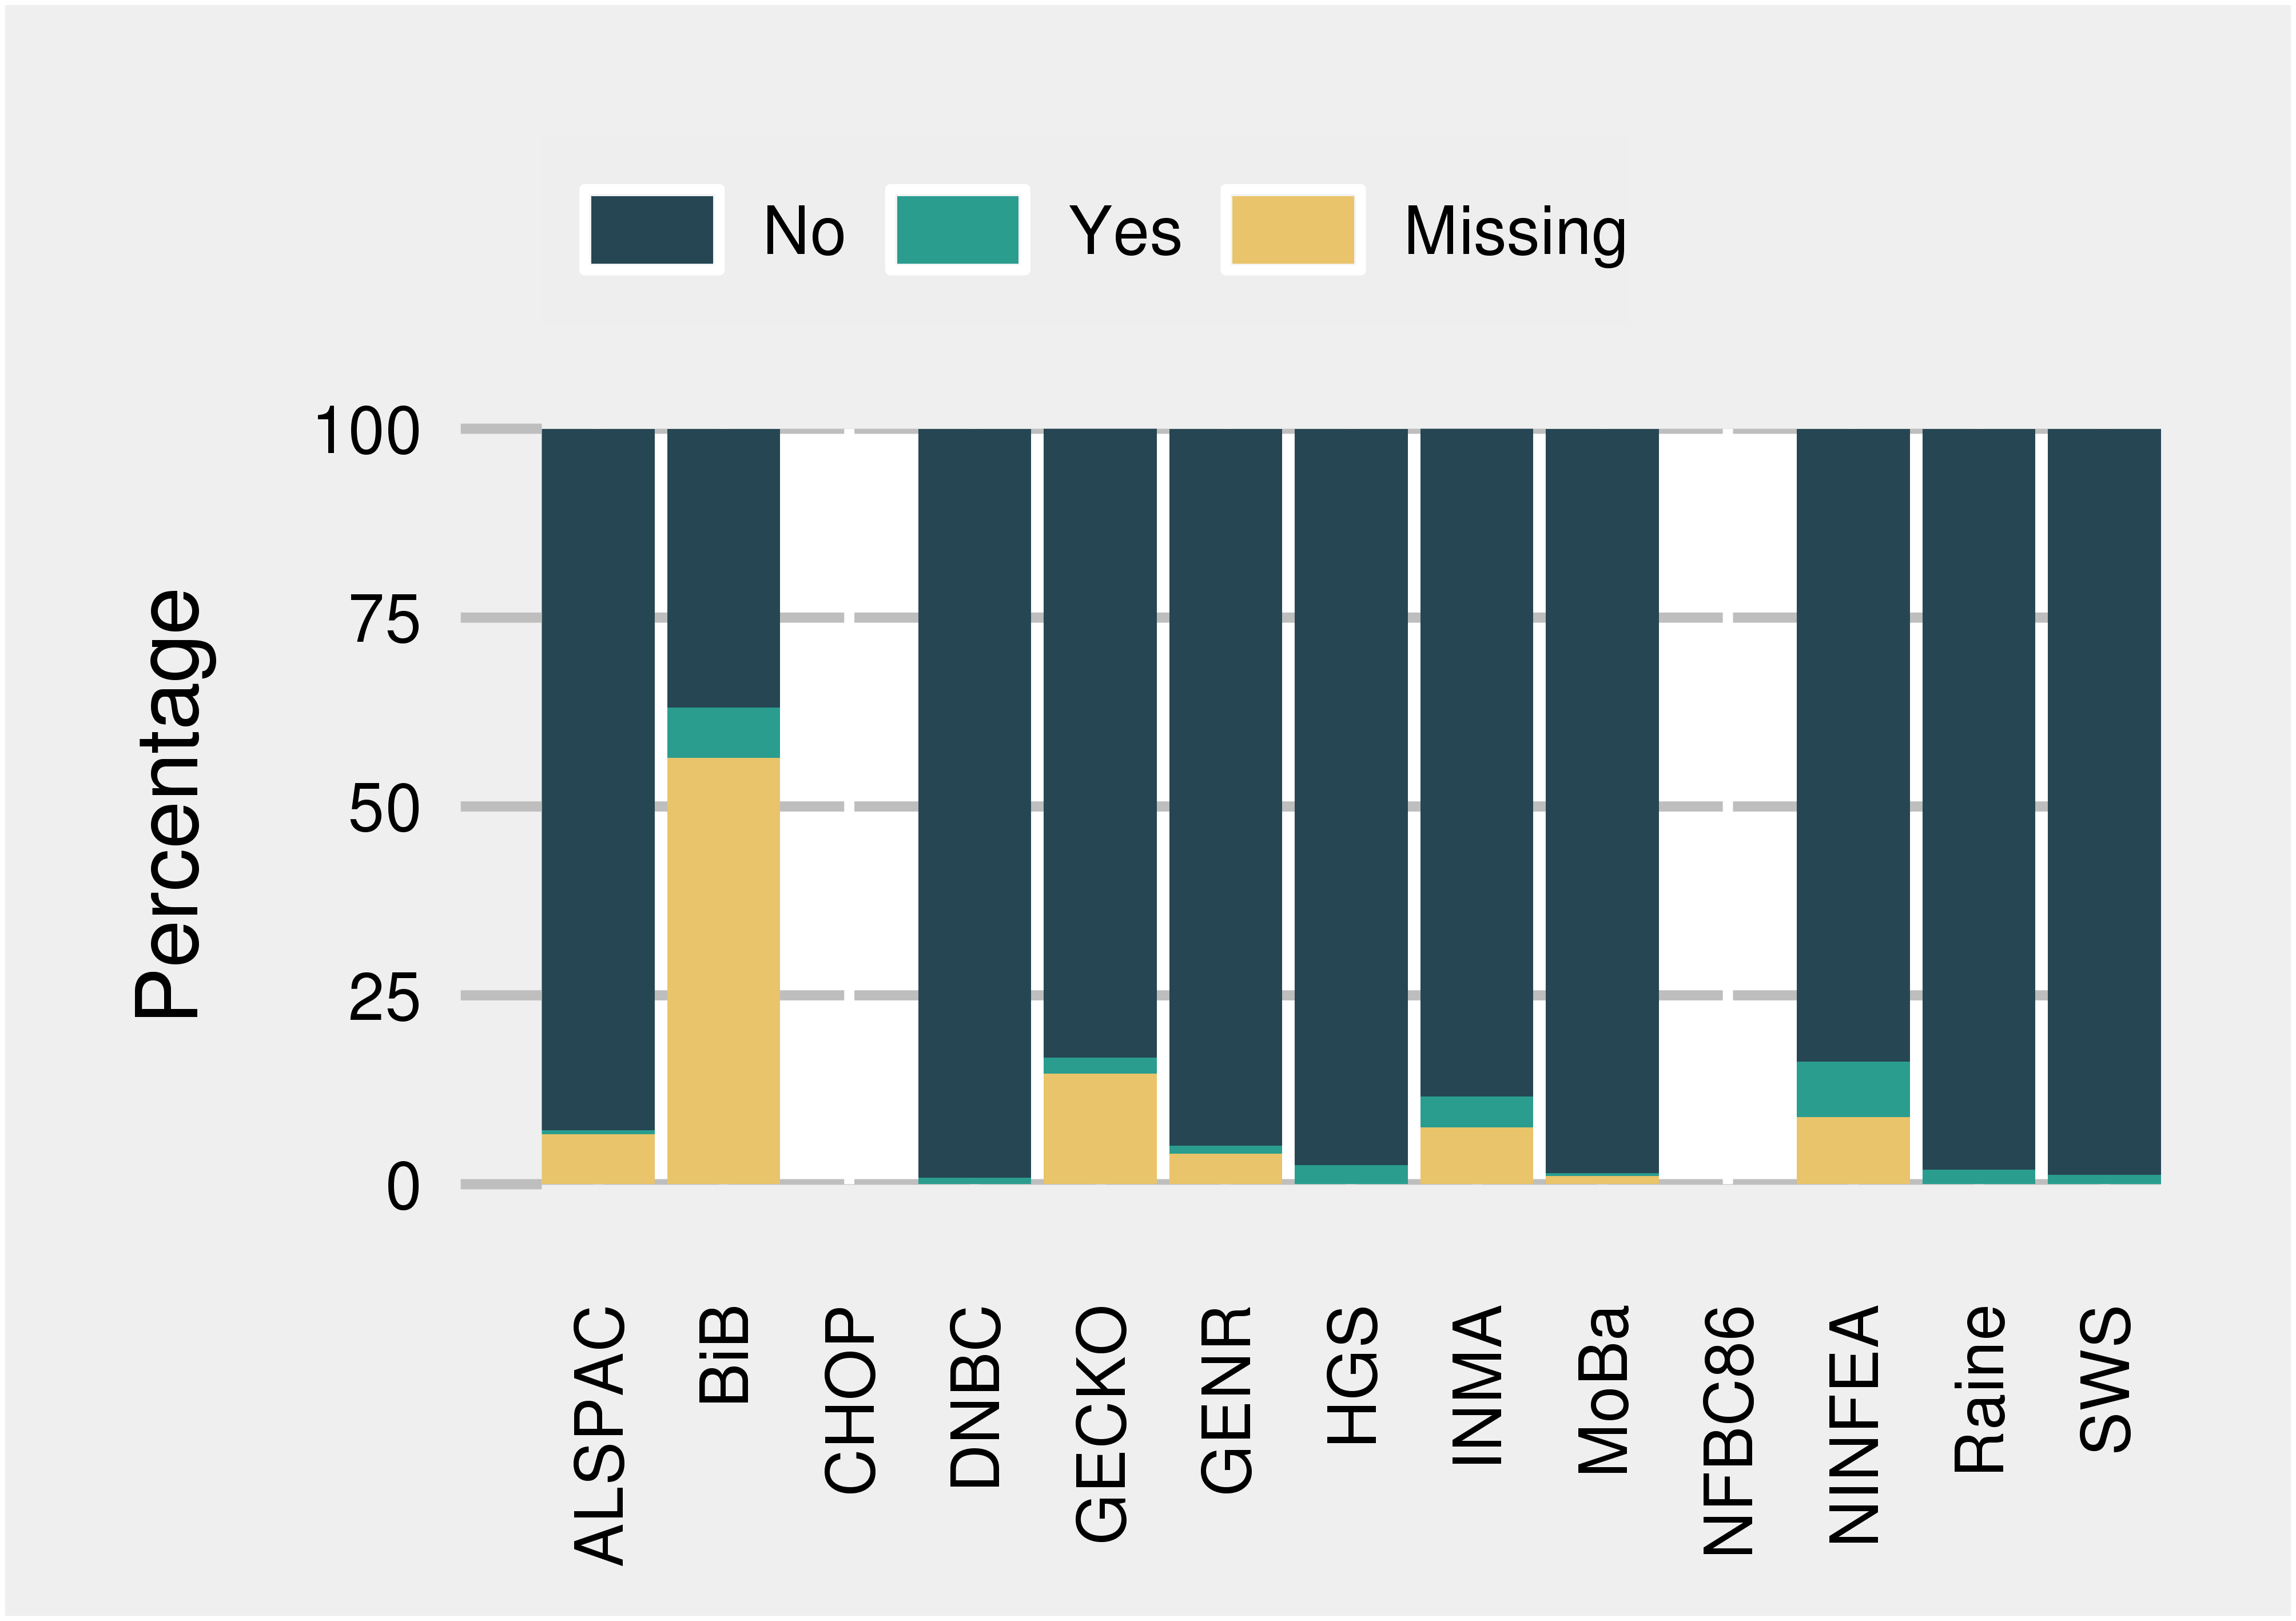 No Yes Missing
Percentage
100
75
50
25
0
ALSPAC
BiB
CHOP
DNBC
GECKO
GENR
HGS
INMA
MoBa
NFBC86
NINFEA
Raine
SWS